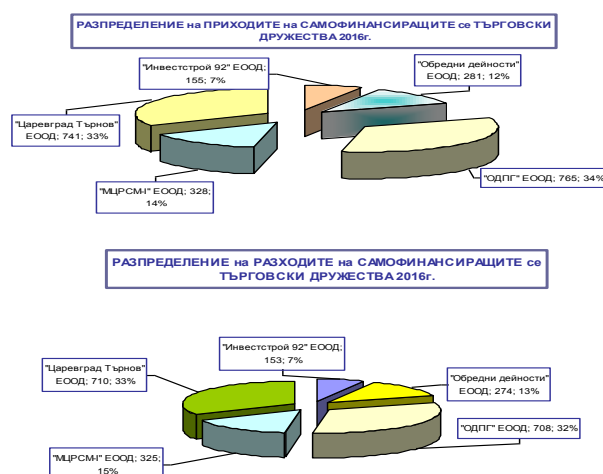 РАЗПРЕДЕЛЕНИЕ на ПРИХОДИТЕ на САМОФИНАНСИРАЩИТЕ се ТЪРГОВСКИ
ДРУЖЕСТВА 2016г.
"Инвестстрой 92" ЕООД;
155; 7%
"Обредни дейности"
ЕООД; 281; 12%
"Царевград Търнов"
ЕООД; 741; 33%
"МЦРСМ-I" ЕООД; 328;
14%
"ОДПГ" ЕООД; 765; 34%
РАЗПРЕДЕЛЕНИЕ на РАЗХОДИТЕ на САМОФИНАНСИРАЩИТЕ се
ТЪРГОВСКИ ДРУЖЕСТВА 2016г.
"Инвестстрой 92" ЕООД;
153; 7%
"Царевград Търнов"
ЕООД; 710; 33%
"Обредни дейности"
ЕООД; 274; 13%
"ОДПГ" ЕООД; 708; 32%
"МЦРСМ-I" ЕООД; 325;
15%